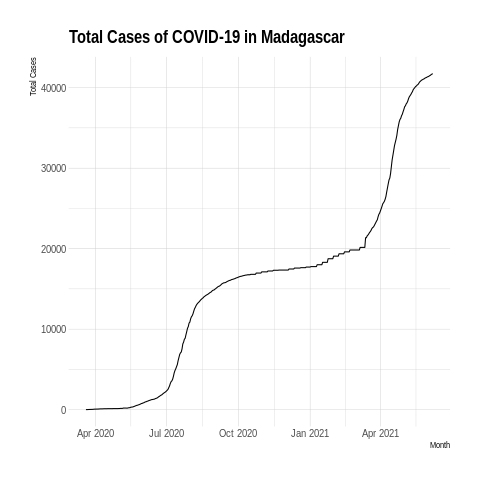 Total Cases of COVID-19 in Madagascar
Total Cases
40000
30000
20000
10000
0
Apr 2020 Jul 2020 Oct 2020 Jan 2021 Apr 2021
Month